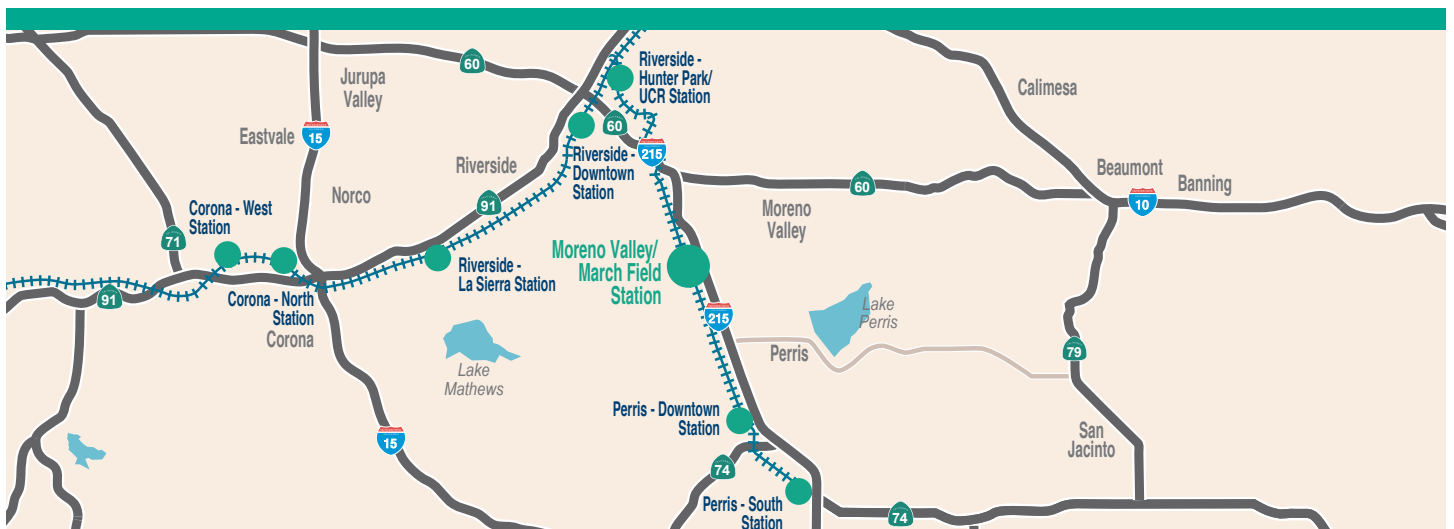 60
Riverside -
Hunter Park/
UCR Station
Jurupa
Valley
Calimesa
Eastvale
15
60
Riverside
Riverside -
Downtown
Station
215
Beaumont
Banning
60
10
Norco
91
Corona - West
Station
Moreno
Valley
71
Moreno Valley/
March Field
Station
Riverside -
La Sierra Station
91
Corona - North
Station
Corona
Lake
Perris
215
Perris
79
Lake
Mathews
Perris - Downtown
Station
15
San
Jacinto
74
Perris - South
Station
74